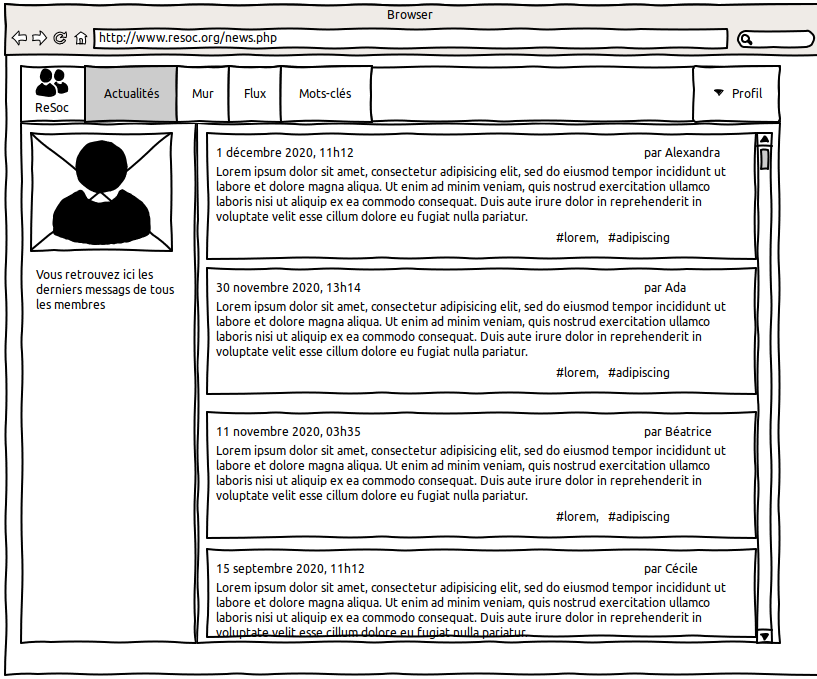 Browser
http://www.resoc.org/news.php
ReSoc
Actualités
Mur
Flux
Mots-clés
Profil
Vous retrouvez ici les
derniers messags de tous
les membres
1 décembre 2020, 11h12 par Alexandra
Lorem ipsum dolor sit amet, consectetur adipisicing elit, sed do eiusmod tempor incididunt ut
labore et dolore magna aliqua. Ut enim ad minim veniam, quis nostrud exercitation ullamco
laboris nisi ut aliquip ex ea commodo consequat. Duis aute irure dolor in reprehenderit in
voluptate velit esse cillum dolore eu fugiat nulla pariatur.
#lorem, #adipiscing
30 novembre 2020, 13h14 par Ada
Lorem ipsum dolor sit amet, consectetur adipisicing elit, sed do eiusmod tempor incididunt ut
labore et dolore magna aliqua. Ut enim ad minim veniam, quis nostrud exercitation ullamco
laboris nisi ut aliquip ex ea commodo consequat. Duis aute irure dolor in reprehenderit in
voluptate velit esse cillum dolore eu fugiat nulla pariatur.
#lorem, #adipiscing
11 novembre 2020, 03h35 par Béatrice
Lorem ipsum dolor sit amet, consectetur adipisicing elit, sed do eiusmod tempor incididunt ut
labore et dolore magna aliqua. Ut enim ad minim veniam, quis nostrud exercitation ullamco
laboris nisi ut aliquip ex ea commodo consequat. Duis aute irure dolor in reprehenderit in
voluptate velit esse cillum dolore eu fugiat nulla pariatur.
#lorem, #adipiscing
15 septembre 2020, 11h12 par Cécile
Lorem ipsum dolor sit amet, consectetur adipisicing elit, sed do eiusmod tempor incididunt ut
labore et dolore magna aliqua. Ut enim ad minim veniam, quis nostrud exercitation ullamco
laboris nisi ut aliquip ex ea commodo consequat. Duis aute irure dolor in reprehenderit in
voluptate velit esse cillum dolore eu fugiat nulla pariatur.